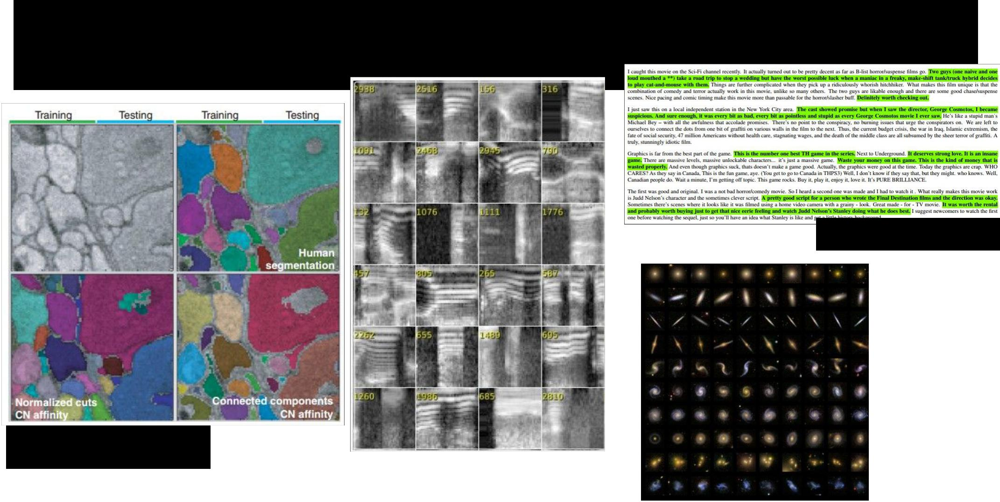 Training Testing Training Testing
Human
segmentation
Normalized cuts
CN affinity
Connected components
CN affinity
2938 2516 156 316
1091 2468 2945 790
132 1076 1111 1776
457 805 265 587
2262 655 1489 695
1260 1986 685 2810
I caught this movie on the Sci-Fi channel recently. It actually turned out to be pretty decent as far as B-list horror/suspense films go. Two guys (one naive and one
loud mouthed a **) take a road trip to stop a wedding but have the worst possible luck when a maniac in a freaky, make-shift tank/truck hybrid decides
to play cat-and-mouse with them. Things are further complicated when they pick up a ridiculously whorish hitchhiker. What makes this film unique is that the
combination of comedy and terror actually work in this movie, unlike so many others. The two guys are likable enough and there are some good chase/suspense
scenes. Nice pacing and comic timing make this movie more than passable for the horror/slasher buff. Definitely worth checking out.
I just saw this on a local independent station in the New York City area. The cast showed promise but when I saw the director, George Cosmotos, I became
suspicious. And sure enough, it was every bit as bad, every bit as pointless and stupid as every George Cosmotos movie I ever saw. He's like a stupid man's
Michael Bey – with all the awfulness that accolade promises. There's no point to the conspiracy, no burning issues that urge the conspirators on. We are left to
ourselves to connect the dots from one bit of graffiti on various walls in the film to the next. Thus, the current budget crisis, the war in Iraq, Islamic extremism, the
fate of social security, 47 million Americans without health care, stagnating wages, and the death of the middle class are all subsumed by the sheer terror of graffiti. A
truly, stunningly idiotic film.
Graphics is far from the best part of the game. This is the number one best TH game in the series. Next to Underground. It deserves strong love. It is an insane
game. There are massive levels, massive unlockable characters... it's just a massive game. Waste your money on this game. This is the kind of money that is
wasted properly. And even though graphics suck, thats doesn't make a game good. Actually, the graphics were good at the time. Today the graphics are crap. WHO
CARES? As they say in Canada, This is the fun game, aye. (You get to go to Canada in THPS3) Well, I don't know if they say that, but they might. who knows. Well,
Canadian people do. Wait a minute, I'm getting off topic. This game rocks. Buy it, play it, enjoy it, love it. It's PURE BRILLIANCE.
The first was good and original. I was a not bad horror/comedy movie. So I heard a second one was made and I had to watch it . What really makes this movie work
is Judd Nelson's character and the sometimes clever script. A pretty good script for a person who wrote the Final Destination films and the direction was okay.
Sometimes there's scenes where it looks like it was filmed using a home video camera with a grainy - look. Great made - for - TV movie. It was worth the rental
and probably worth buying just to get that nice eerie feeling and watch Judd Nelson's Stanley doing what he does best. I suggest newcomers to watch the first
one before watching the sequel, just so you'll have an idea what Stanley is like and get a little history background.